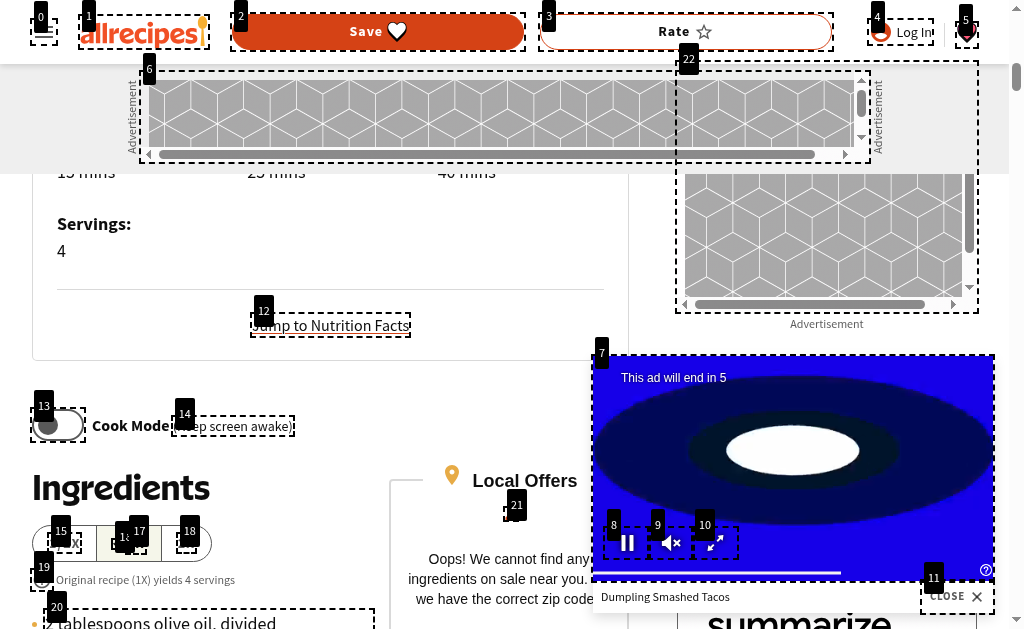 0
1
2
3
4
5
allrecipes
Save
Rate
Log In
6
22
Advertisement
Advertisement
15 mins
25 mins
40 mins
Servings:
4
12
Jump to Nutrition Facts
Advertisement
7
This ad will end in 5
13
14
Cook Mode (Keep screen awake)
Ingredients
Local Offers
21
15
17
18
8
9
10
19
Original recipe (1X) yields 4 servings
Oops! We cannot find any
ingredients on sale near you.
we have the correct zip code
11
Dumpling Smashed Tacos
CLOSE
20
2 tablespoons olive oil, divided
summarize